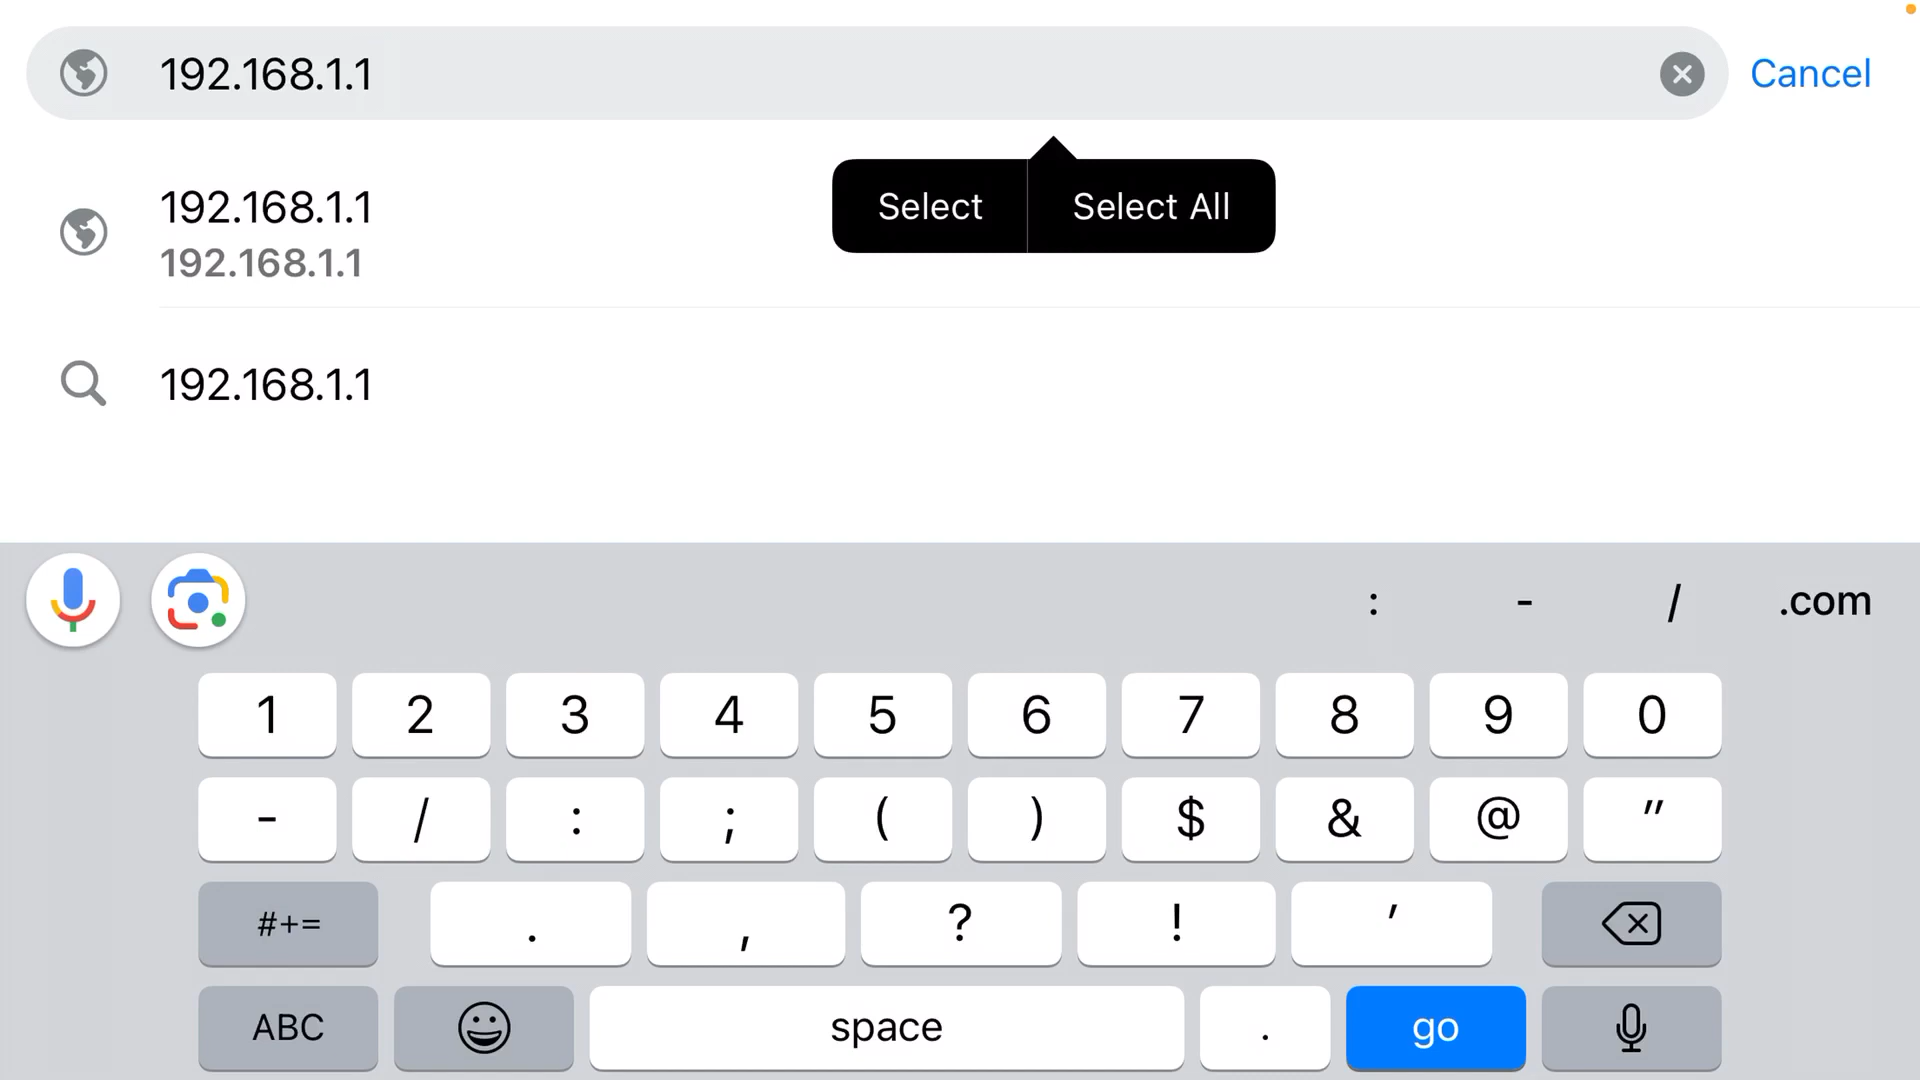 192.168.1.1
Cancel
Select
Select All
192.168.1.1
192.168.1.1
192.168.1.1
: - / .com
1 2 3 4 5 6 7 8 9 0
- / : ; ( ) $ & @ "
#+= . , ? ! '
ABC space . go